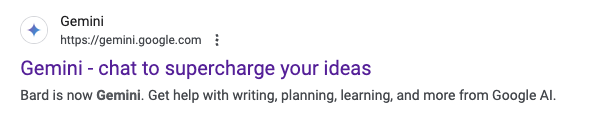 Gemini
https://gemini.google.com
Gemini - chat to supercharge your ideas
Bard is now Gemini. Get help with writing, planning, learning, and more from Google AI.